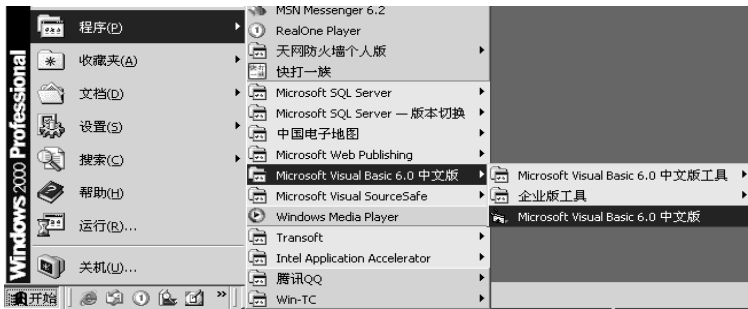 Windows 2000 Professional
程序(P)
收藏夹(A)
文档(D)
设置(S)
搜索(C)
帮助(H)
运行(R)...
关机(U)...
开始
MSN Messenger 6.2
RealOne Player
天网防火墙个人版
快打一族
Microsoft SQL Server
Microsoft SQL Server — 版本切换
中国电子地图
Microsoft Web Publishing
Microsoft Visual Basic 6.0 中文版
Microsoft Visual SourceSafe
Windows Media Player
Transoft
Intel Application Accelerator
腾讯QQ
Win-TC
Microsoft Visual Basic 6.0 中文版工具
企业版工具
Microsoft Visual Basic 6.0 中文版